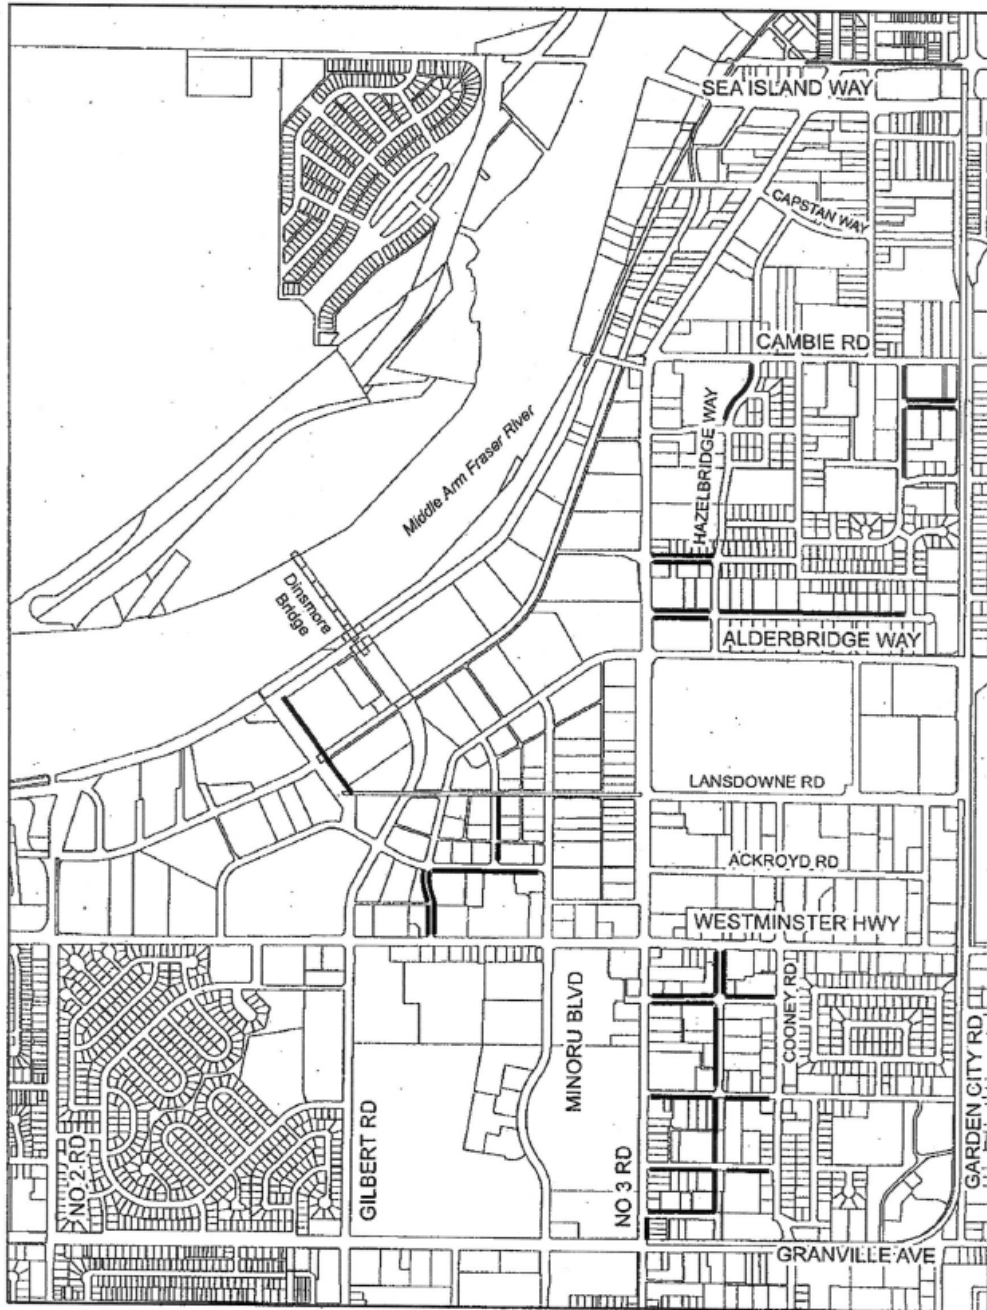 SEA ISLAND WAY
CAPSTAN WAY
CAMBIE RD
HAZELBRIDGE WAY
Middle Arm Fraser River
Dinsmore
Bridge
ALDERBRIDGE WAY
LANSDOWNE RD
ACKROYD RD
WESTMINSTER HWY
COONEY RD
MINORU BLVD
GARDEN CITY RD
NO 2 RD
GILBERT RD
NO 3 RD
GRANVILLE AVE